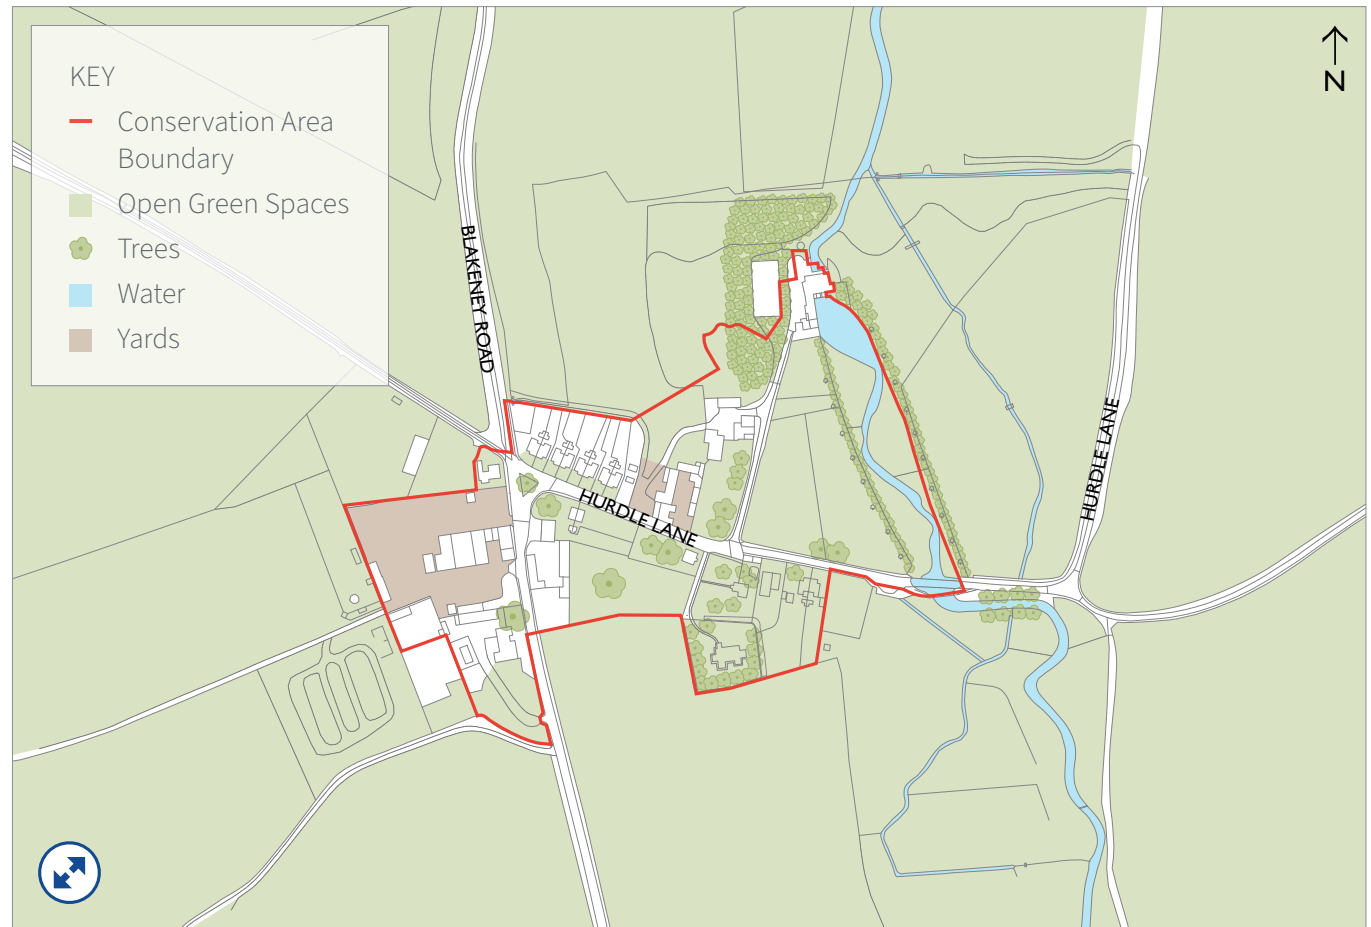 KEY
Conservation Area
Boundary
Open Green Spaces
Trees
Water
Yards
N
BLAKENEY ROAD
HURDLE LANE
HURDLE LANE